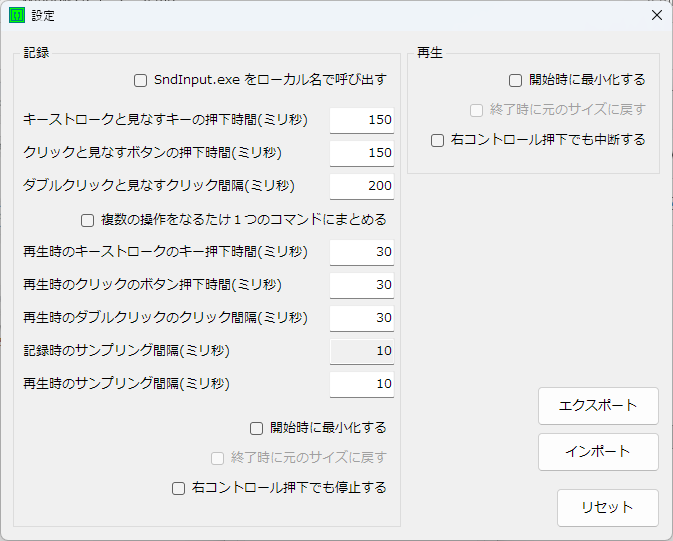 設定
記録
SndInput.exe をローカル名で呼び出す
キーストロークと見なすキーの押下時間(ミリ秒) 150
クリックと見なすボタンの押下時間(ミリ秒) 150
ダブルクリックと見なすクリック間隔(ミリ秒) 200
複数の操作をなるたけ１つのコマンドにまとめる
再生時のキーストロークのキー押下時間(ミリ秒) 30
再生時のクリックのボタン押下時間(ミリ秒) 30
再生時のダブルクリックのクリック間隔(ミリ秒) 30
記録時のサンプリング間隔(ミリ秒) 10
再生時のサンプリング間隔(ミリ秒) 10
開始時に最小化する
終了時に元のサイズに戻す
右コントロール押下でも停止する
再生
開始時に最小化する
終了時に元のサイズに戻す
右コントロール押下でも中断する
エクスポート
インポート
リセット